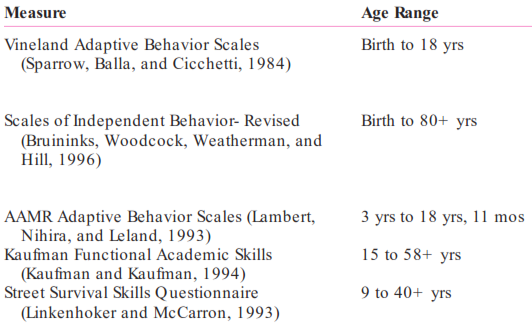 Measure Age Range
Vineland Adaptive Behavior Scales Birth to 18 yrs
(Sparrow, Balla, and Cicchetti, 1984)
Scales of Independent Behavior- Revised Birth to 80+ yrs
(Bruininks, Woodcock, Weatherman, and
Hill, 1996)
AAMR Adaptive Behavior Scales (Lambert, 3 yrs to 18 yrs, 11 mos
Nihira, and Leland, 1993)
Kaufman Functional Academic Skills 15 to 58+ yrs
(Kaufman and Kaufman, 1994)
Street Survival Skills Questionnaire 9 to 40+ yrs
(Linkenhoker and McCarron, 1993)